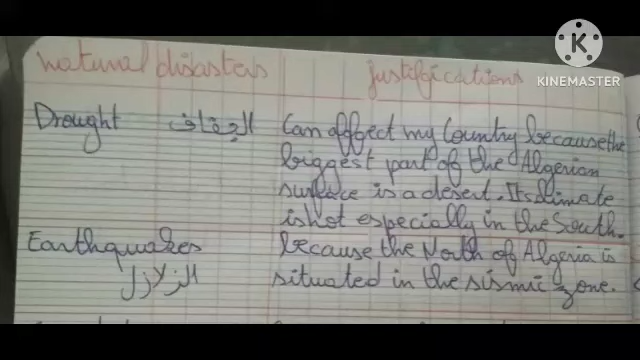 natural disasters justifications
KINEMASTER
Drought الجفاف Can affect my Country because the
biggest part of the Algerian
surface is a desert. Its climate
is hot especially in the South.
Earthquakes because the North of Algeria is
الزلازل situated in the sismic zone.